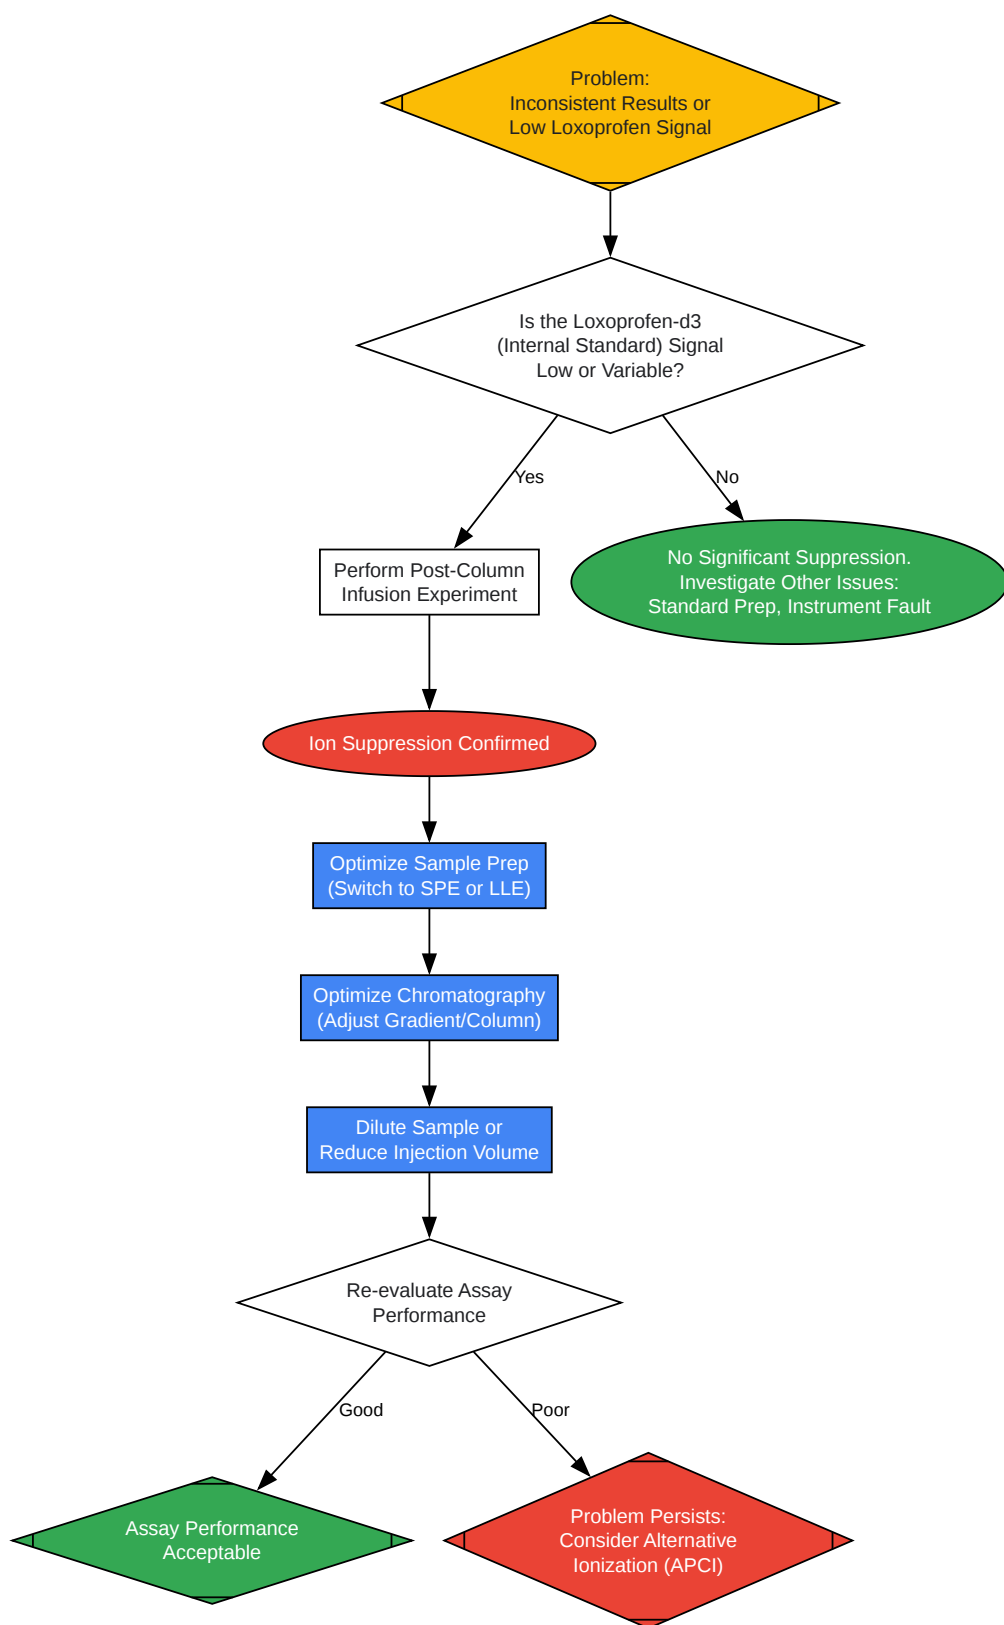 Problem:
Inconsistent Results or
Low Loxoprofen Signal
Is the Loxoprofen-d3
(Internal Standard) Signal
Low or Variable?
Yes
No
Perform Post-Column
Infusion Experiment
No Significant Suppression.
Investigate Other Issues:
Standard Prep, Instrument Fault
Ion Suppression Confirmed
Optimize Sample Prep
(Switch to SPE or LLE)
Optimize Chromatography
(Adjust Gradient/Column)
Dilute Sample or
Reduce Injection Volume
Re-evaluate Assay
Performance
Good
Poor
Assay Performance
Acceptable
Problem Persists:
Consider Alternative
Ionization (APCI)